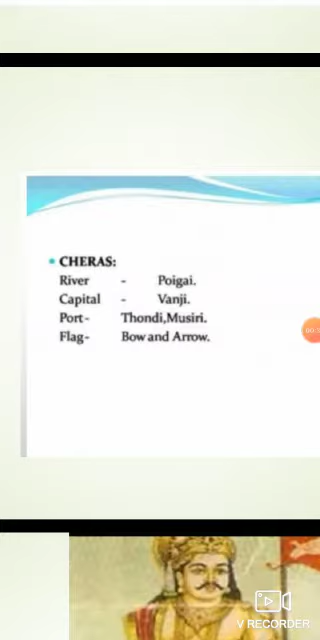 • CHERAS:
River - Poigai.
Capital - Vanji.
Port- Thondi,Musiri.
Flag- Bow and Arrow.
V RECORDER